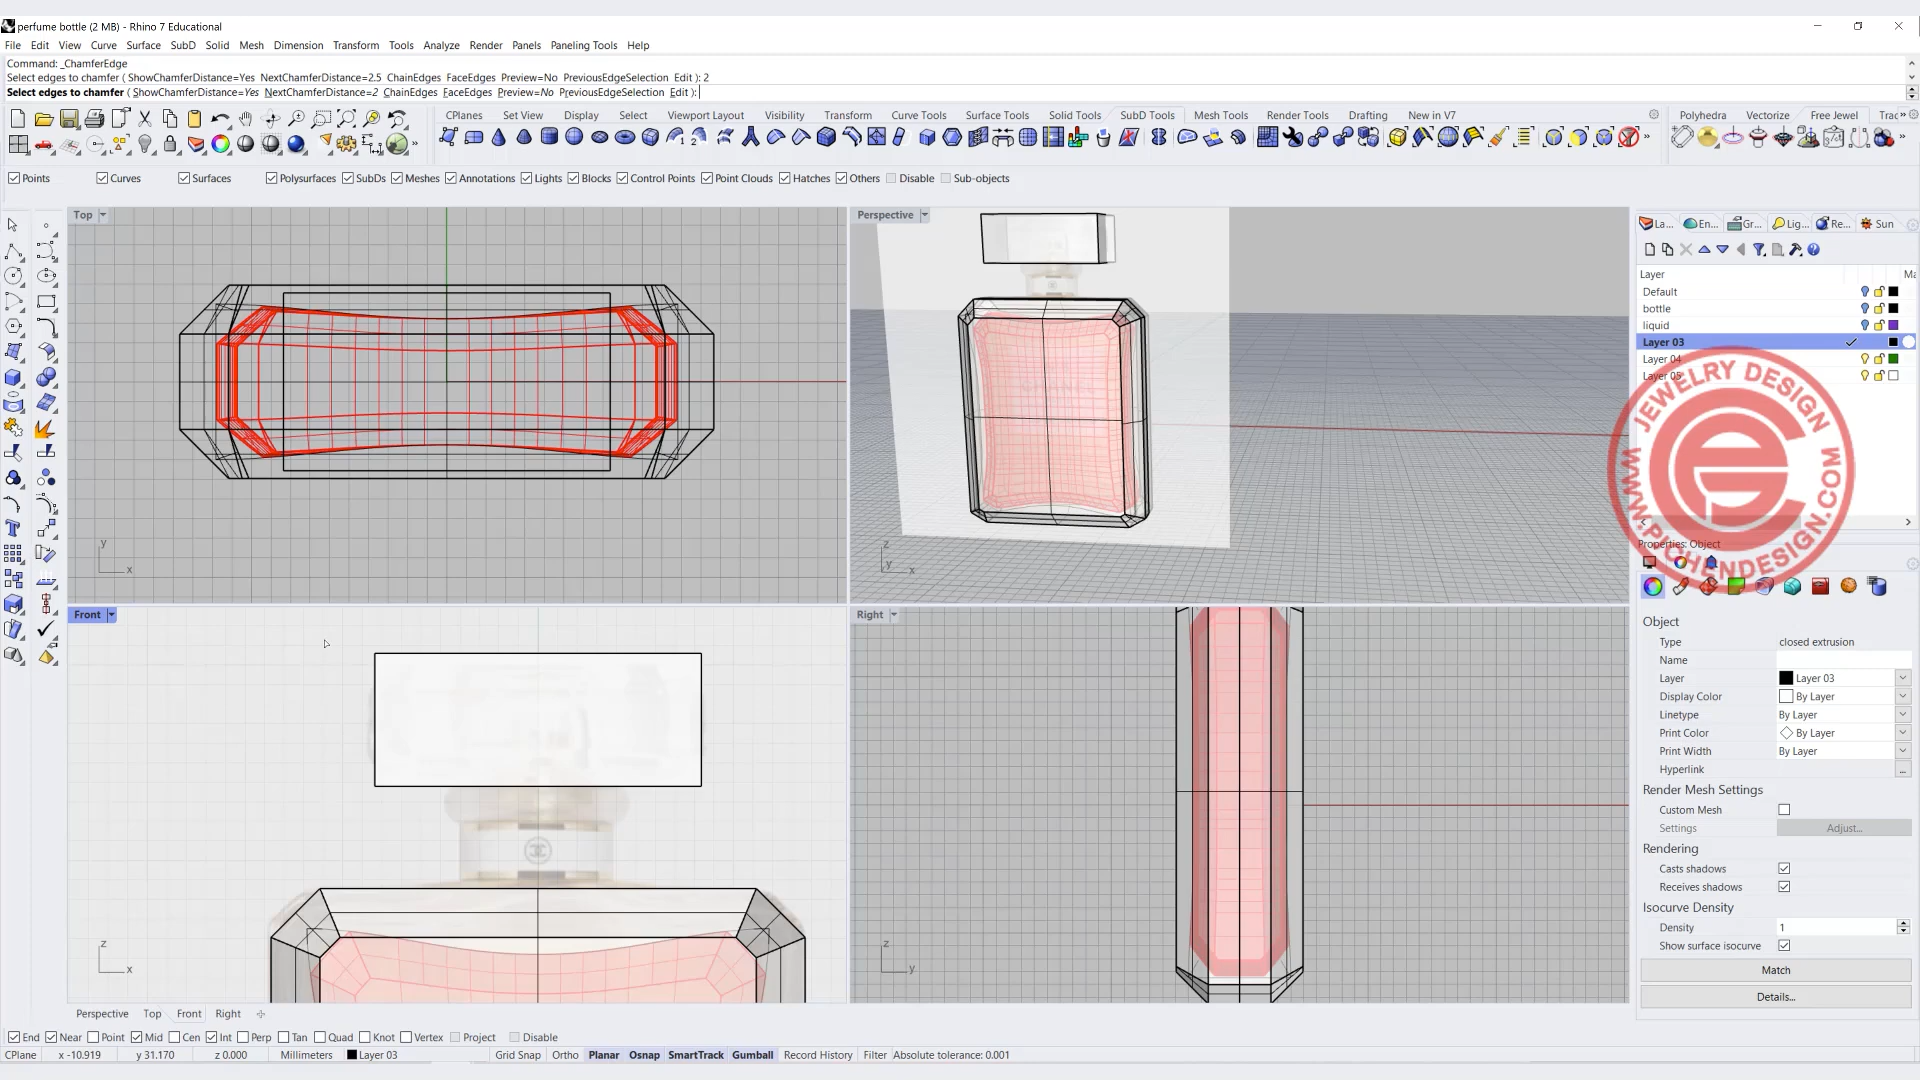 perfume bottle (2 MB) - Rhino 7 Educational
File Edit View Curve Surface SubD Solid Mesh Dimension Transform Tools Analyze Render Panels Paneling Tools Help
Command: _ChamferEdge
Select edges to chamfer ( ShowChamferDistance=Yes NextChamferDistance=2.5 ChainEdges FaceEdges Preview=No PreviousEdgeSelection Edit ): 2
Select edges to chamfer ( ShowChamferDistance=Yes NextChamferDistance=2 ChainEdges FaceEdges Preview=No PreviousEdgeSelection Edit ):
CPlanes Set View Display Select Viewport Layout Visibility Transform Curve Tools Surface Tools Solid Tools SubD Tools Mesh Tools Render Tools Drafting New in V7 Polyhedra Vectorize Free Jewel Trac
Points Curves Surfaces Polysurfaces SubDs Meshes Annotations Lights Blocks Control Points Point Clouds Hatches Others Disable Sub-objects
Top
y
x
Perspective
z
y
x
Front
z
x
Right
z
y
La... En... Gr... Lig... Re... Sun
Layer Ma
Default
bottle
liquid
Layer 03
Layer 04
Layer 05
JEWELRY DESIGN
WWW.PJCHENDESIGN.COM
Properties: Object
Object
Type closed extrusion
Name
Layer Layer 03
Display Color By Layer
Linetype By Layer
Print Color By Layer
Print Width By Layer
Hyperlink ...
Render Mesh Settings
Custom Mesh
Settings Adjust...
Rendering
Casts shadows
Receives shadows
Isocurve Density
Density 1
Show surface isocurve
Match
Details...
Perspective Top Front Right
End Near Point Mid Cen Int Perp Tan Quad Knot Vertex Project Disable
CPlane x -10.919 y 31.170 z 0.000 Millimeters Layer 03 Grid Snap Ortho Planar Osnap SmartTrack Gumball Record History Filter Absolute tolerance: 0.001